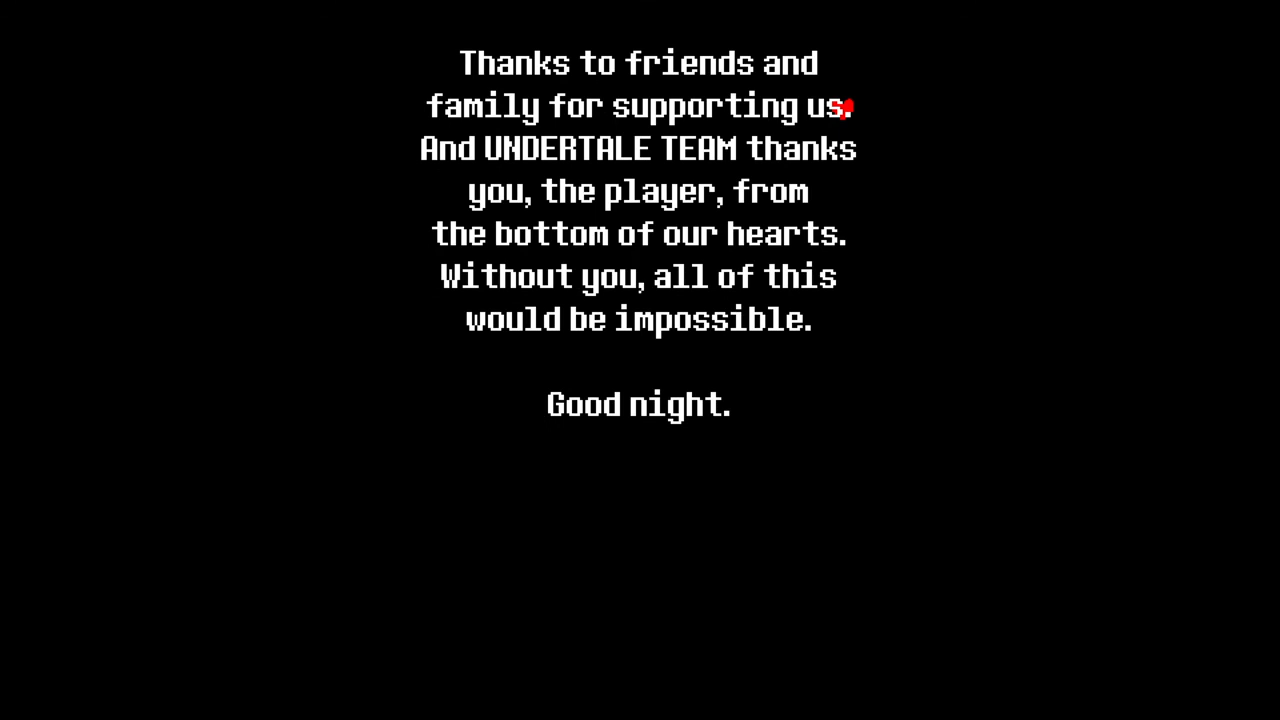 Thanks to friends and
family for supporting us.
And UNDERTALE TEAM thanks
you, the player, from
the bottom of our hearts.
Without you, all of this
would be impossible.
Good night.